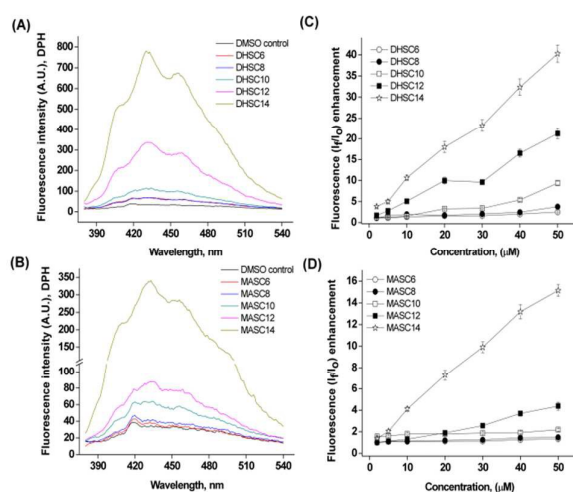 (A)
Fluorescence intensity (A.U.), DPH
800
700
600
500
400
300
200
100
0
DMSO control
DHSC6
DHSC8
DHSC10
DHSC12
DHSC14
390
420
450
480
510
540
Wavelength, nm
(C)
Fluorescence (If/Io) enhancement
40
35
30
25
20
15
10
5
0
DHSC6
DHSC8
DHSC10
DHSC12
DHSC14
0
10
20
30
40
50
Concentration, (μM)
(B)
Fluorescence intensity (A.U.), DPH
350
300
250
200
150
100
80
60
40
20
0
DMSO control
MASC6
MASC8
MASC10
MASC12
MASC14
390
420
450
480
510
540
Wavelength, nm
(D)
Fluorescence (If/Io) enhancement
16
14
12
10
8
6
4
2
0
MASC6
MASC8
MASC10
MASC12
MASC14
0
10
20
30
40
50
Concentration, (μM)